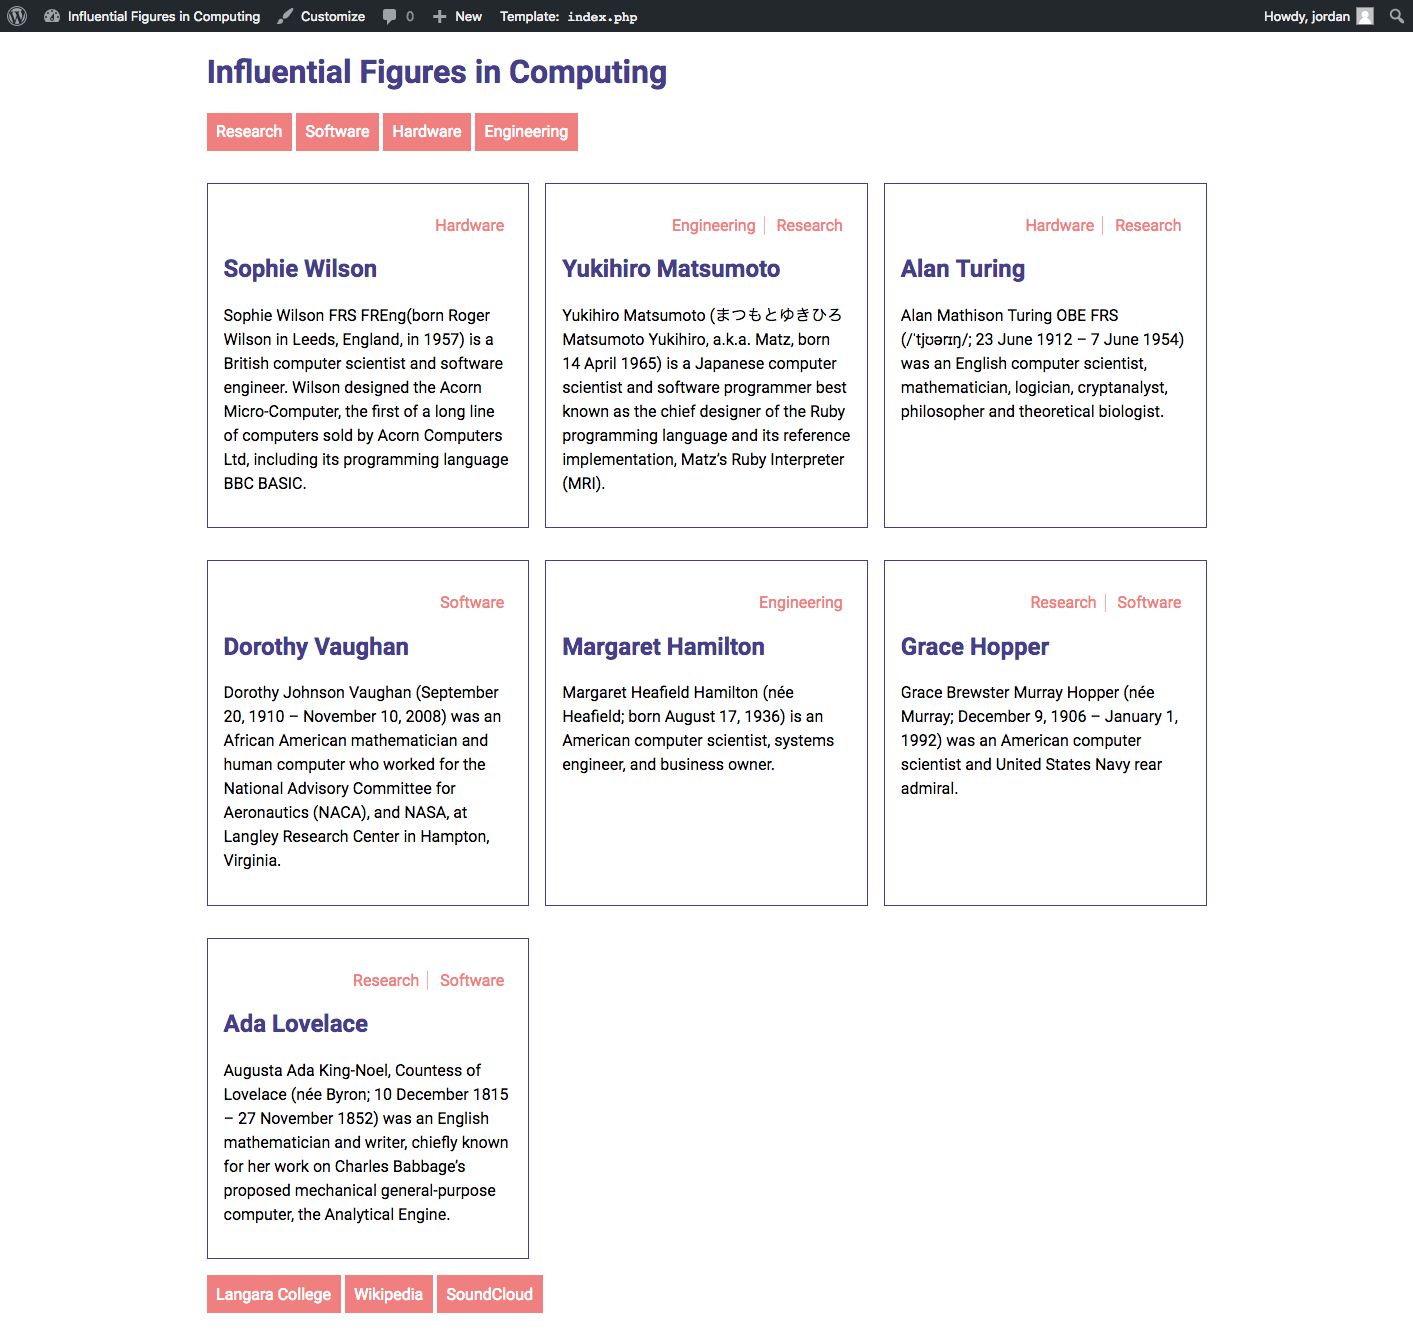 Influential Figures in Computing Customize 0 New Template: index.php Howdy, jordan
Influential Figures in Computing
Research Software Hardware Engineering
Hardware
Sophie Wilson
Sophie Wilson FRS FREng(born Roger
Wilson in Leeds, England, in 1957) is a
British computer scientist and software
engineer. Wilson designed the Acorn
Micro-Computer, the first of a long line
of computers sold by Acorn Computers
Ltd, including its programming language
BBC BASIC.
Engineering Research
Yukihiro Matsumoto
Yukihiro Matsumoto (まつもとゆきひろ
Matsumoto Yukihiro, a.k.a. Matz, born
14 April 1965) is a Japanese computer
scientist and software programmer best
known as the chief designer of the Ruby
programming language and its reference
implementation, Matz’s Ruby Interpreter
(MRI).
Hardware Research
Alan Turing
Alan Mathison Turing OBE FRS
(/ˈtjʊərɪŋ/; 23 June 1912 – 7 June 1954)
was an English computer scientist,
mathematician, logician, cryptanalyst,
philosopher and theoretical biologist.
Software
Dorothy Vaughan
Dorothy Johnson Vaughan (September
20, 1910 – November 10, 2008) was an
African American mathematician and
human computer who worked for the
National Advisory Committee for
Aeronautics (NACA), and NASA, at
Langley Research Center in Hampton,
Virginia.
Engineering
Margaret Hamilton
Margaret Heafield Hamilton (née
Heafield; born August 17, 1936) is an
American computer scientist, systems
engineer, and business owner.
Research Software
Grace Hopper
Grace Brewster Murray Hopper (née
Murray; December 9, 1906 – January 1,
1992) was an American computer
scientist and United States Navy rear
admiral.
Research Software
Ada Lovelace
Augusta Ada King-Noel, Countess of
Lovelace (née Byron; 10 December 1815
– 27 November 1852) was an English
mathematician and writer, chiefly known
for her work on Charles Babbage’s
proposed mechanical general-purpose
computer, the Analytical Engine.
Langara College Wikipedia SoundCloud